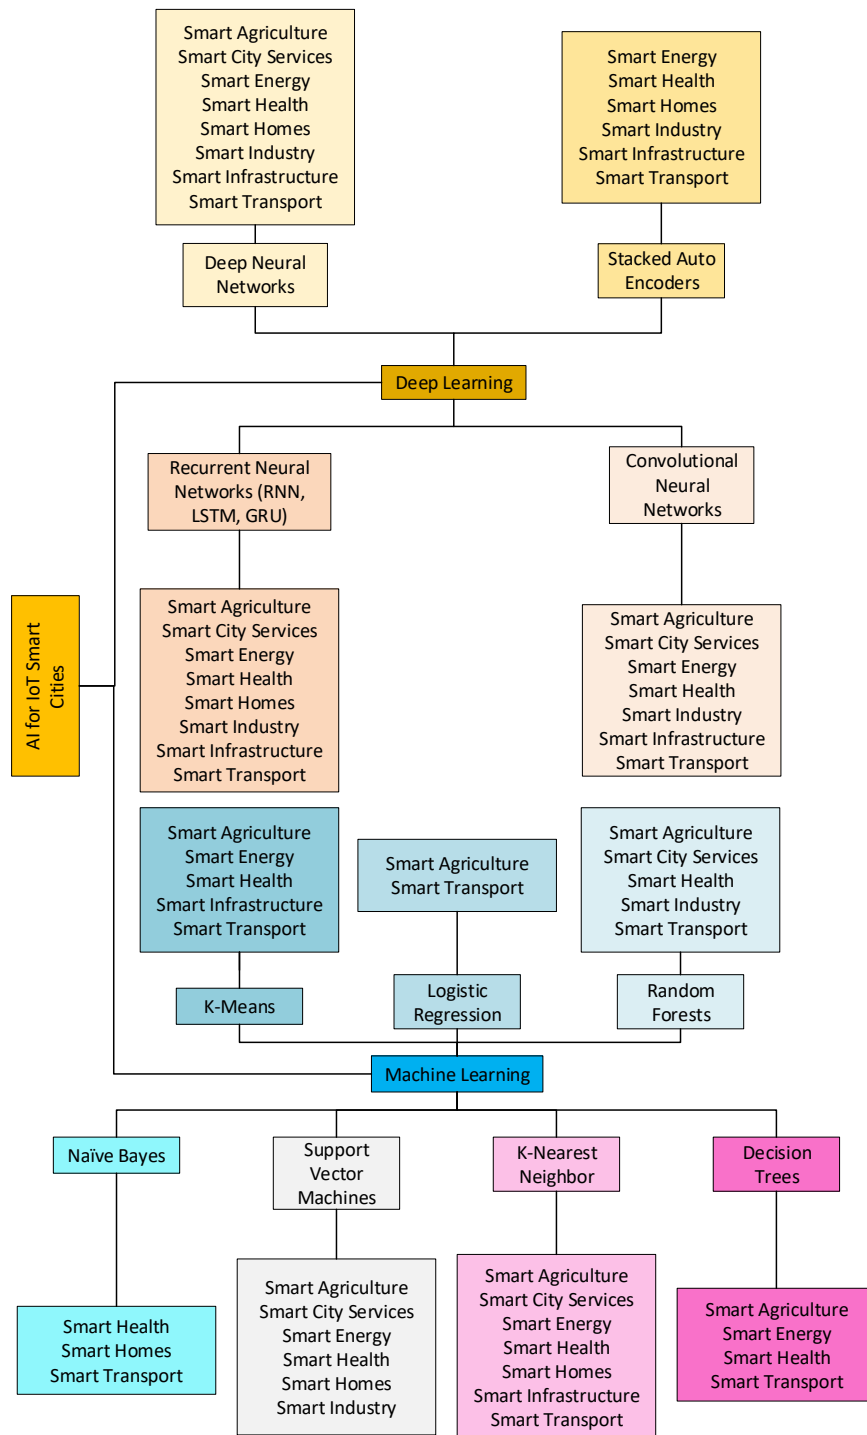 Smart Agriculture
Smart City Services
Smart Energy
Smart Health
Smart Homes
Smart Industry
Smart Infrastructure
Smart Transport
Smart Energy
Smart Health
Smart Homes
Smart Industry
Smart Infrastructure
Smart Transport
Deep Neural
Networks
Stacked Auto
Encoders
Deep Learning
Recurrent Neural
Networks (RNN,
LSTM, GRU)
Convolutional
Neural
Networks
AI for IoT Smart
Cities
Smart Agriculture
Smart City Services
Smart Energy
Smart Health
Smart Homes
Smart Industry
Smart Infrastructure
Smart Transport
Smart Agriculture
Smart City Services
Smart Energy
Smart Health
Smart Industry
Smart Infrastructure
Smart Transport
Smart Agriculture
Smart Energy
Smart Health
Smart Infrastructure
Smart Transport
Smart Agriculture
Smart Transport
Smart Agriculture
Smart City Services
Smart Health
Smart Industry
Smart Transport
K-Means
Logistic
Regression
Random
Forests
Machine Learning
Naïve Bayes
Support
Vector
Machines
K-Nearest
Neighbor
Decision
Trees
Smart Health
Smart Homes
Smart Transport
Smart Agriculture
Smart City Services
Smart Energy
Smart Health
Smart Homes
Smart Industry
Smart Agriculture
Smart City Services
Smart Energy
Smart Health
Smart Homes
Smart Infrastructure
Smart Transport
Smart Agriculture
Smart Energy
Smart Health
Smart Transport